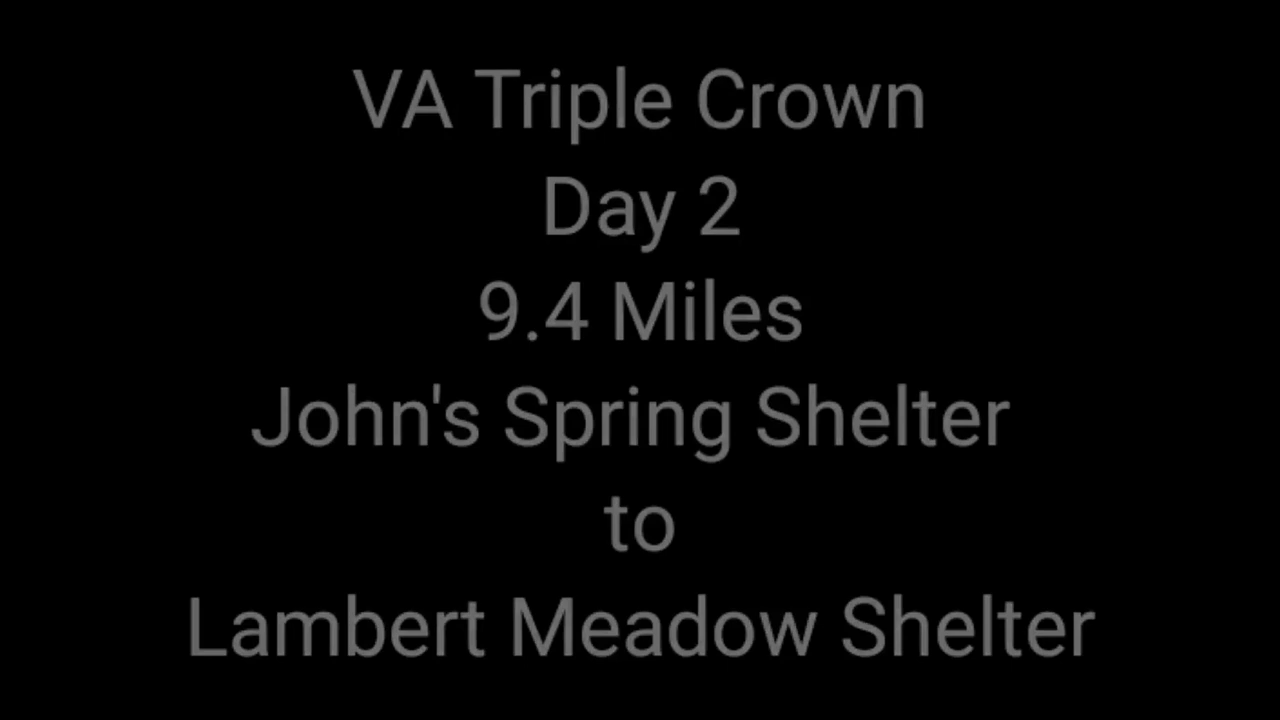 VA Triple Crown
Day 2
9.4 Miles
John's Spring Shelter
to
Lambert Meadow Shelter